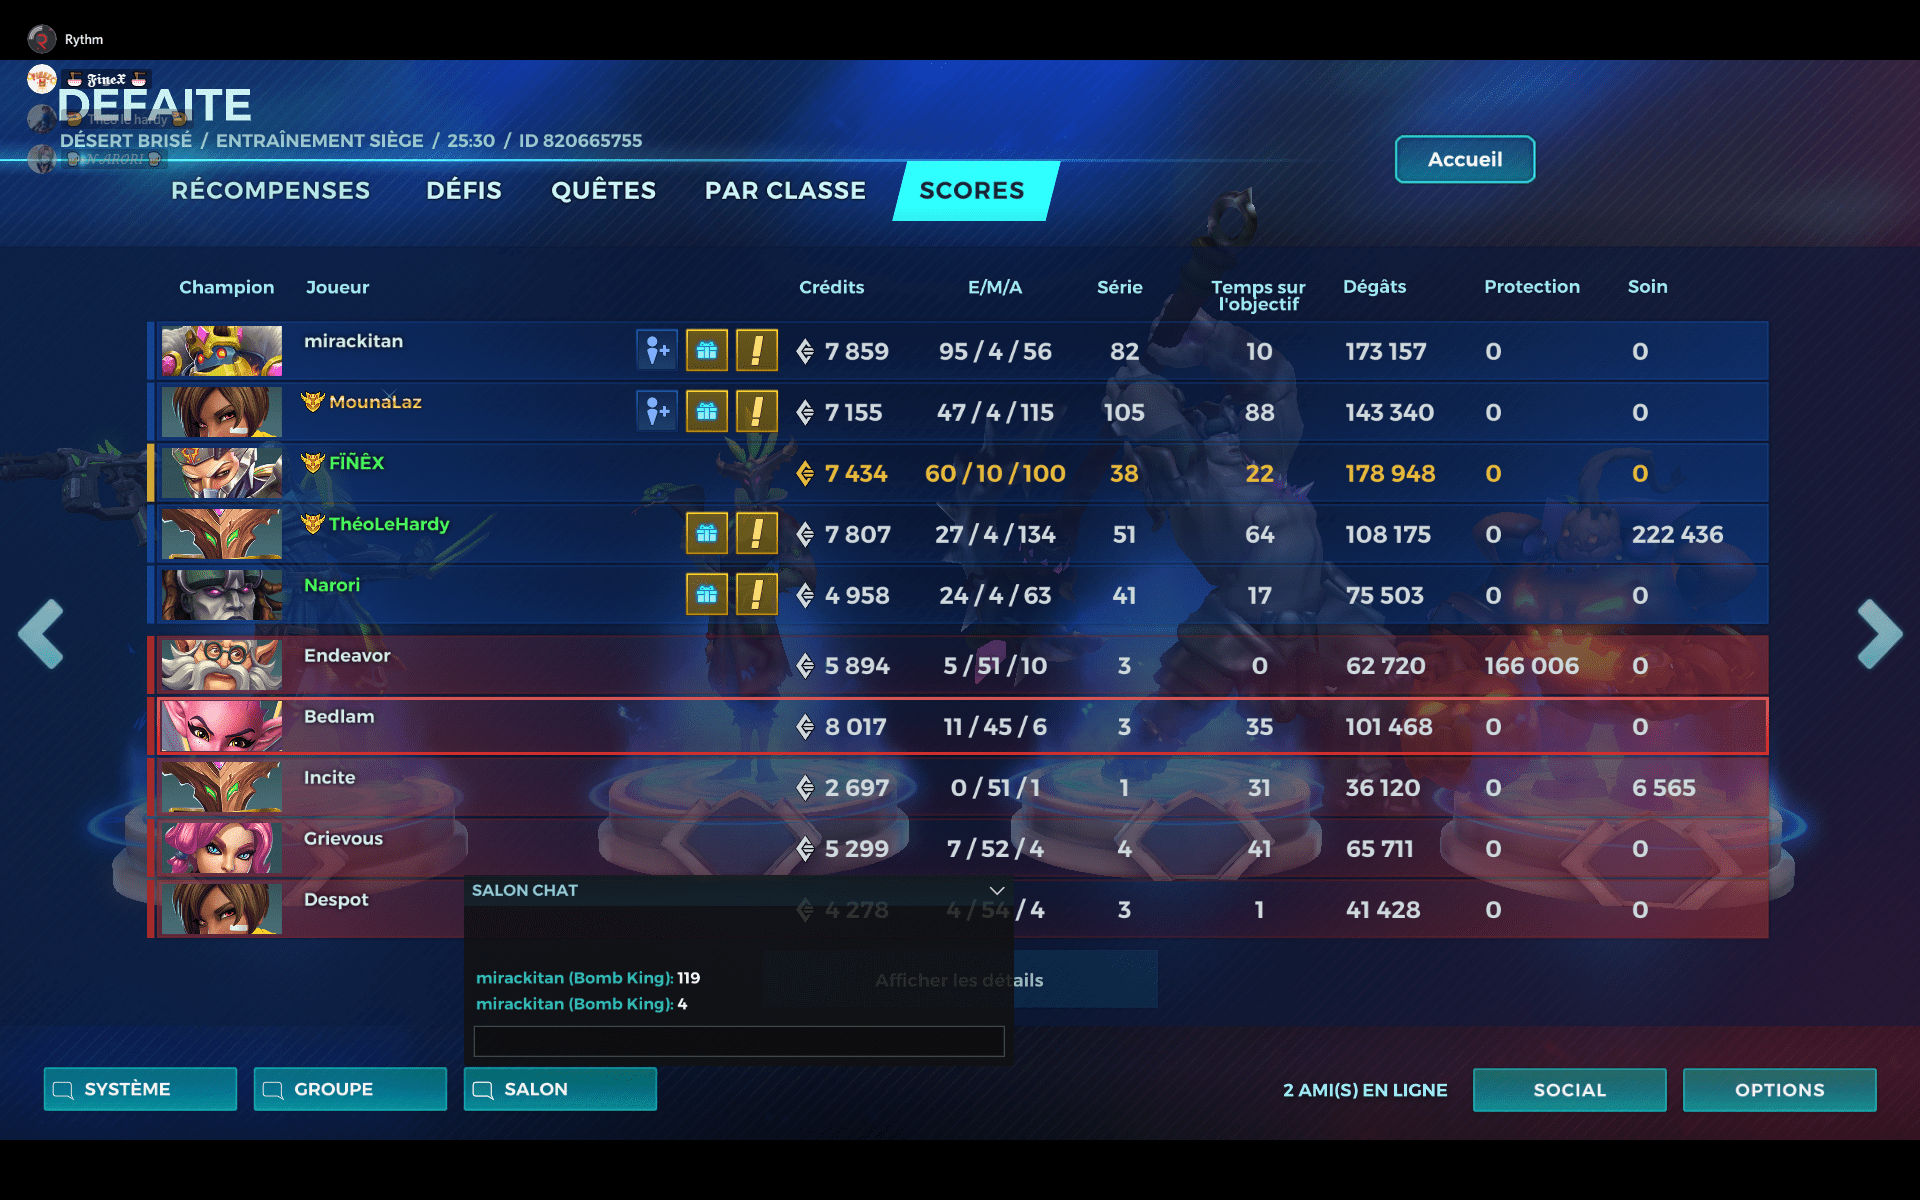 Rythm
FineX
DEFAITE
Théo le hardy
DÉSERT BRISÉ / ENTRAÎNEMENT SIÈGE / 25:30 / ID 820665755
NARORI
Accueil
RÉCOMPENSES DÉFIS QUÊTES PAR CLASSE SCORES
Champion Joueur Crédits E/M/A Série Temps sur l'objectif Dégâts Protection Soin
mirackitan 7 859 95 / 4 / 56 82 10 173 157 0 0
MounaLaz 7 155 47 / 4 / 115 105 88 143 340 0 0
FÏÑÊX 7 434 60 / 10 / 100 38 22 178 948 0 0
ThéoLeHardy 7 807 27 / 4 / 134 51 64 108 175 0 222 436
Narori 4 958 24 / 4 / 63 41 17 75 503 0 0
Endeavor 5 894 5 / 51 / 10 3 0 62 720 166 006 0
Bedlam 8 017 11 / 45 / 6 3 35 101 468 0 0
Incite 2 697 0 / 51 / 1 1 31 36 120 0 6 565
Grievous 5 299 7 / 52 / 4 4 41 65 711 0 0
Despot 4 278 4 / 54 / 4 3 1 41 428 0 0
SALON CHAT
Afficher les détails
mirackitan (Bomb King): 119
mirackitan (Bomb King): 4
SYSTÈME GROUPE SALON 2 AMI(S) EN LIGNE SOCIAL OPTIONS